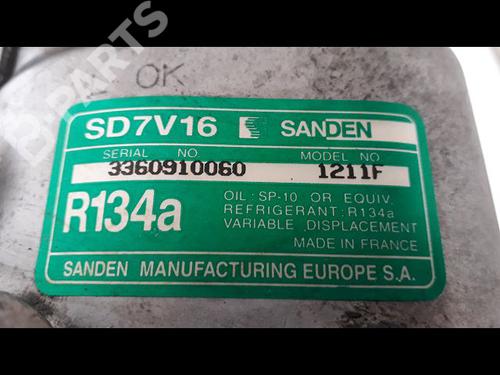 B-PARTS
OK
SD7V16 SANDEN
SERIAL NO. MODEL NO.
3360910060 1211F
R134a
OIL: SP-10 OR EQUIV.
REFRIGERANT: R134a
VARIABLE DISPLACEMENT
MADE IN FRANCE
SANDEN MANUFACTURING EUROPE S.A.